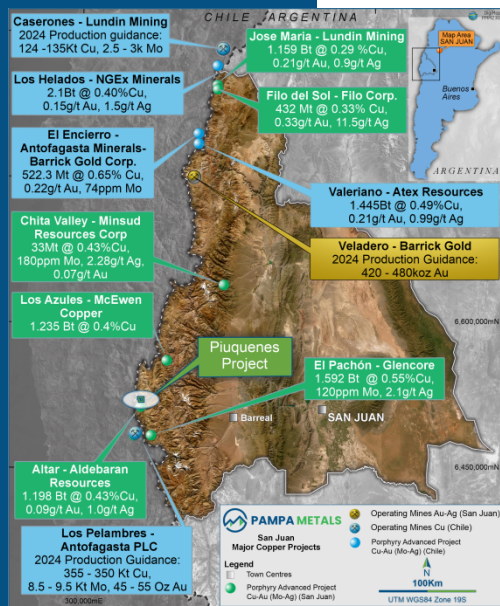 CHILE ARGENTINA
Caserones - Lundin Mining
2024 Production guidance:
124 -135Kt Cu, 2.5 - 3k Mo
Jose Maria - Lundin Mining
1.159 Bt @ 0.29 %Cu,
0.21g/t Au, 0.9g/t Ag
Map Area
SAN JUAN
Buenos
Aires
ARGENTINA
Los Helados - NGEx Minerals
2.1Bt @ 0.40%Cu,
0.15g/t Au, 1.5g/t Ag
Filo del Sol - Filo Corp.
432 Mt @ 0.33% Cu,
0.33g/t Au, 11.5g/t Ag
El Encierro -
Antofagasta Minerals-
Barrick Gold Corp.
522.3 Mt @ 0.65% Cu,
0.22g/t Au, 74ppm Mo
Valeriano - Atex Resources
1.445Bt @ 0.49%Cu,
0.21g/t Au, 0.99g/t Ag
Chita Valley - Minsud
Resources Corp
33Mt @ 0.43%Cu,
180ppm Mo, 2.28g/t Ag,
0.07g/t Au
Veladero - Barrick Gold
2024 Production Guidance:
420 - 480koz Au
Los Azules - McEwen
Copper
1.235 Bt @ 0.4%Cu
6,600,000mN
Piuquenes
Project
El Pachón - Glencore
1.592 Bt @ 0.55%Cu,
120ppm Mo, 2.1g/t Ag
Barreal
SAN JUAN
Altar - Aldebaran
Resources
1.198 Bt @ 0.43%Cu,
0.09g/t Au, 1.0g/t Ag
6,450,000mN
Los Pelambres -
Antofagasta PLC
2024 Production Guidance:
355 - 350 Kt Cu,
8.5 - 9.5 Kt Mo, 45 - 55 Oz Au
300,000mE
PAMPA METALS
San Juan
Major Copper Projects
Legend
Town Centres
Porphyry Advanced Project
Cu-Au (Mo-Ag) (San Juan)
Operating Mines Au-Ag (San Juan)
Operating Mines Cu (Chile)
Porphyry Advanced Project
Cu-Au (Mo-Ag) (Chile)
N
100Km
UTM WGS84 Zone 19S